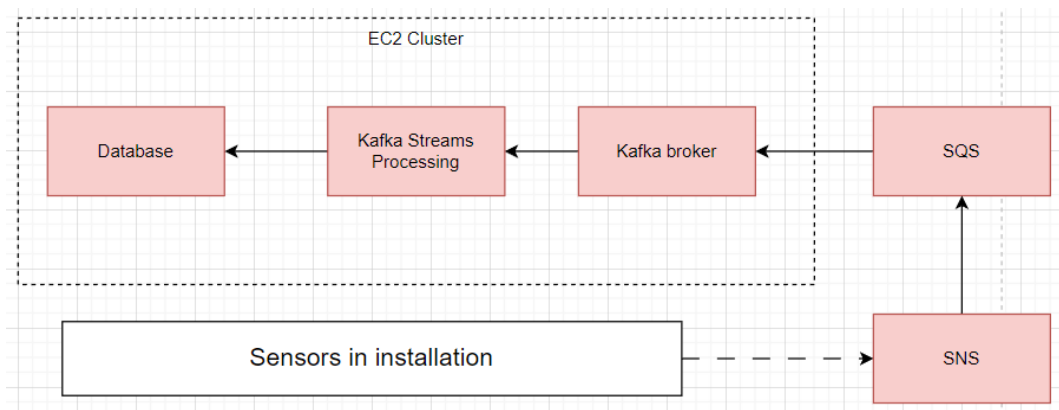 EC2 Cluster
Database
Kafka Streams
Processing
Kafka broker
SQS
Sensors in installation
SNS